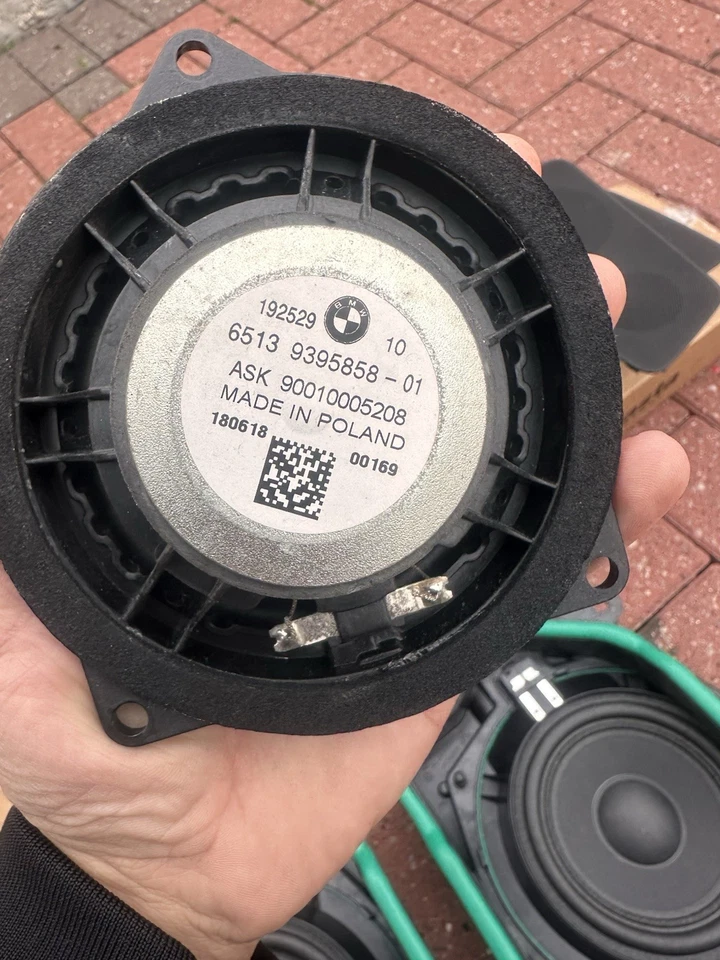 192529 BMW 10
6513 9395858-01
ASK 90010005208
MADE IN POLAND
180618 00169